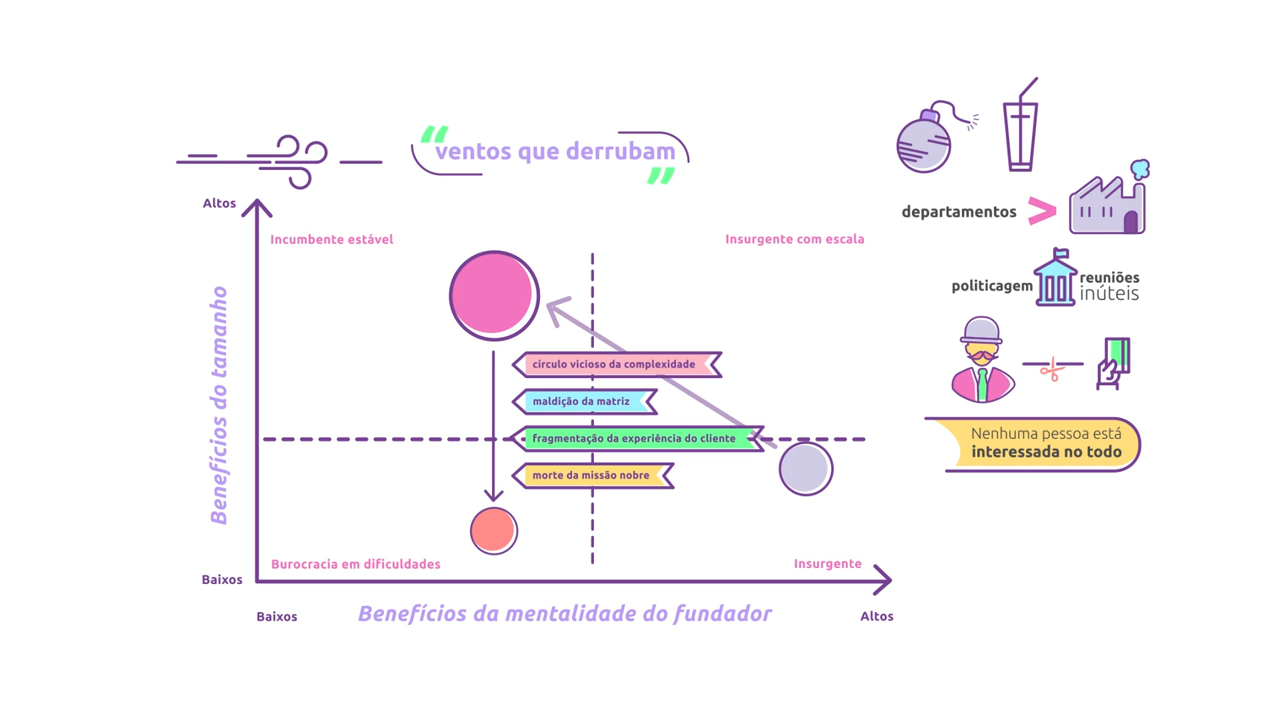 “ventos que derrubam”
Altos
Incumbente estável
Insurgente com escala
Benefícios do tamanho
círculo vicioso da complexidade
maldição da matriz
fragmentação da experiência do cliente
morte da missão nobre
Burocracia em dificuldades
Insurgente
Baixos
Baixos
Benefícios da mentalidade do fundador
Altos
departamentos >
politicagem
reuniões
inúteis
Nenhuma pessoa está
interessada no todo